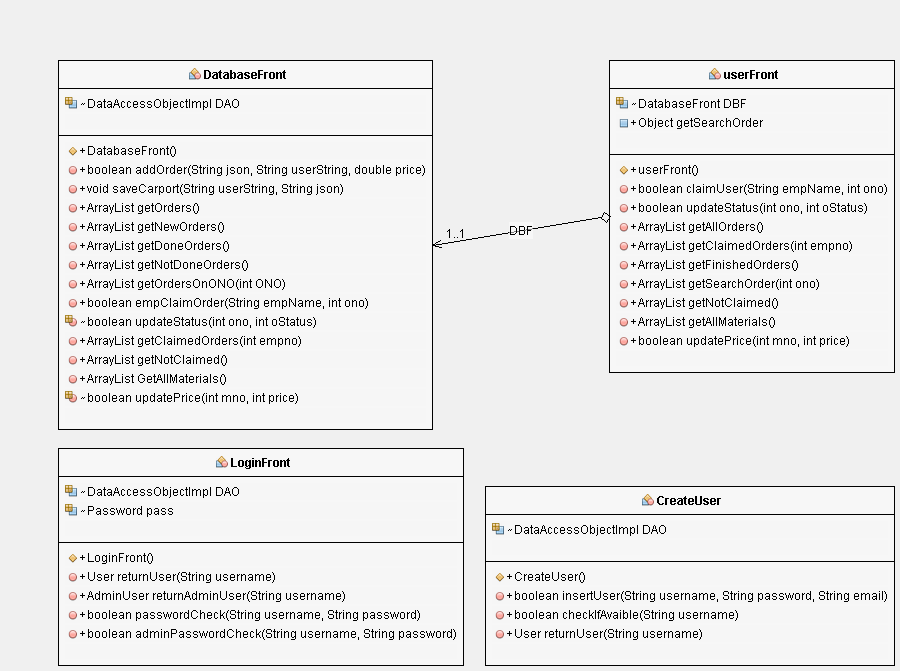 DatabaseFront
~DataAccessObjectImpl DAO
+DatabaseFront()
+boolean addOrder(String json, String userString, double price)
+void saveCarport(String userString, String json)
+ArrayList getOrders()
+ArrayList getNewOrders()
+ArrayList getDoneOrders()
+ArrayList getNotDoneOrders()
+ArrayList getOrdersOnONO(int ONO)
+boolean empClaimOrder(String empName, int ono)
~boolean updateStatus(int ono, int oStatus)
+ArrayList getClaimedOrders(int empno)
+ArrayList getNotClaimed()
+ArrayList GetAllMaterials()
~boolean updatePrice(int mno, int price)
1..1
DBF
userFront
~DatabaseFront DBF
+Object getSearchOrder
+userFront()
+boolean claimUser(String empName, int ono)
+boolean updateStatus(int ono, int oStatus)
+ArrayList getAllOrders()
+ArrayList getClaimedOrders(int empno)
+ArrayList getFinishedOrders()
+ArrayList getSearchOrder(int ono)
+ArrayList getNotClaimed()
+ArrayList getAllMaterials()
+boolean updatePrice(int mno, int price)
LoginFront
~DataAccessObjectImpl DAO
~Password pass
+LoginFront()
+User returnUser(String username)
+AdminUser returnAdminUser(String username)
+boolean passwordCheck(String username, String password)
+boolean adminPasswordCheck(String username, String password)
CreateUser
~DataAccessObjectImpl DAO
+CreateUser()
+boolean insertUser(String username, String password, String email)
+boolean checkIfAvaible(String username)
+User returnUser(String username)